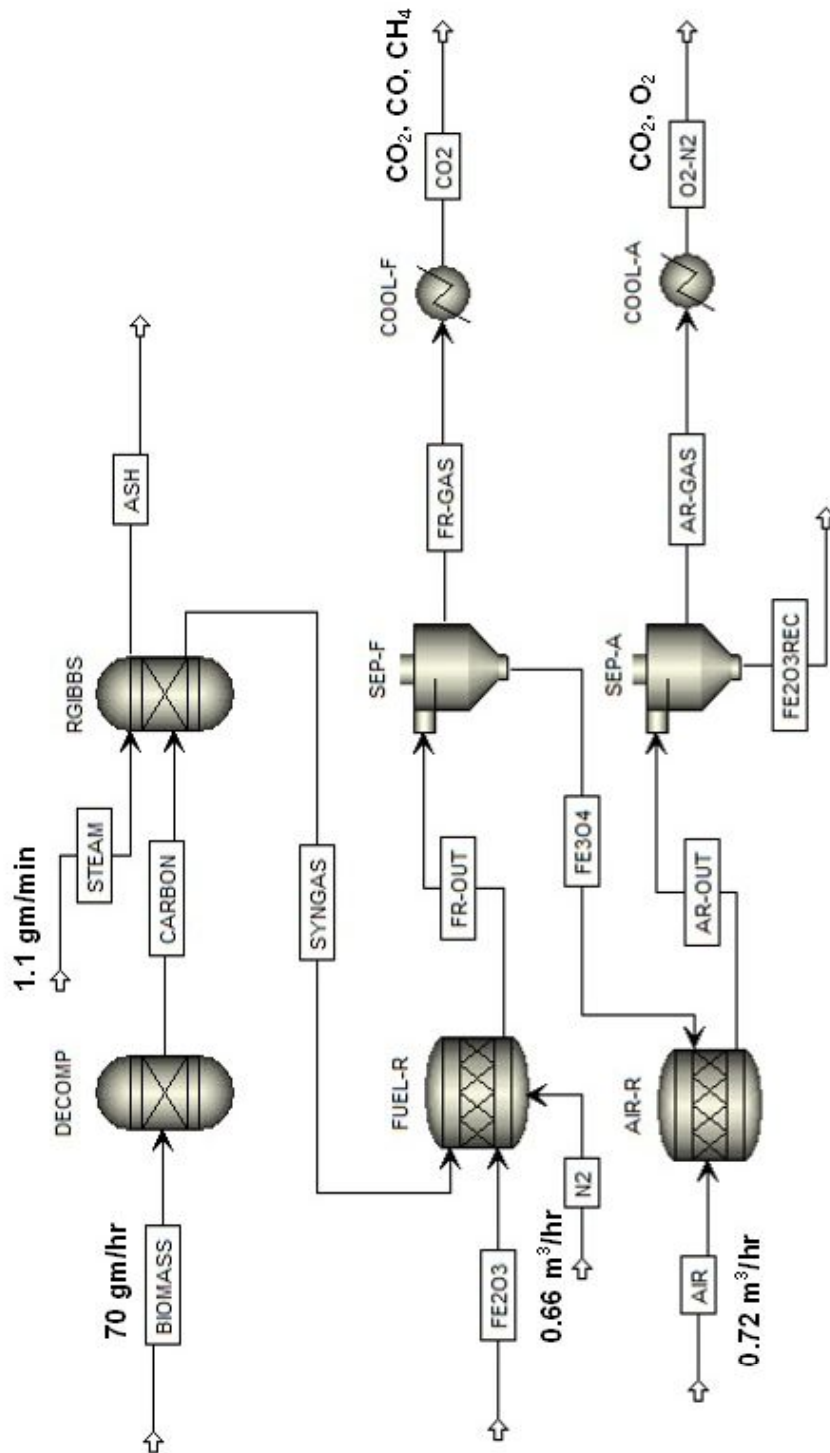 1.1 gm/min
STEAM
RGIBBS
ASH
DECOMP
CARBON
70 gm/hr
BIOMASS
SYNGAS
FUEL-R
FR-OUT
SEP-F
FR-GAS
COOL-F
CO2
CO₂, CO, CH₄
FE2O3
0.66 m³/hr
N2
FE3O4
AIR-R
AIR
0.72 m³/hr
AR-OUT
SEP-A
AR-GAS
COOL-A
O2-N2
CO₂, O₂
FE2O3REC